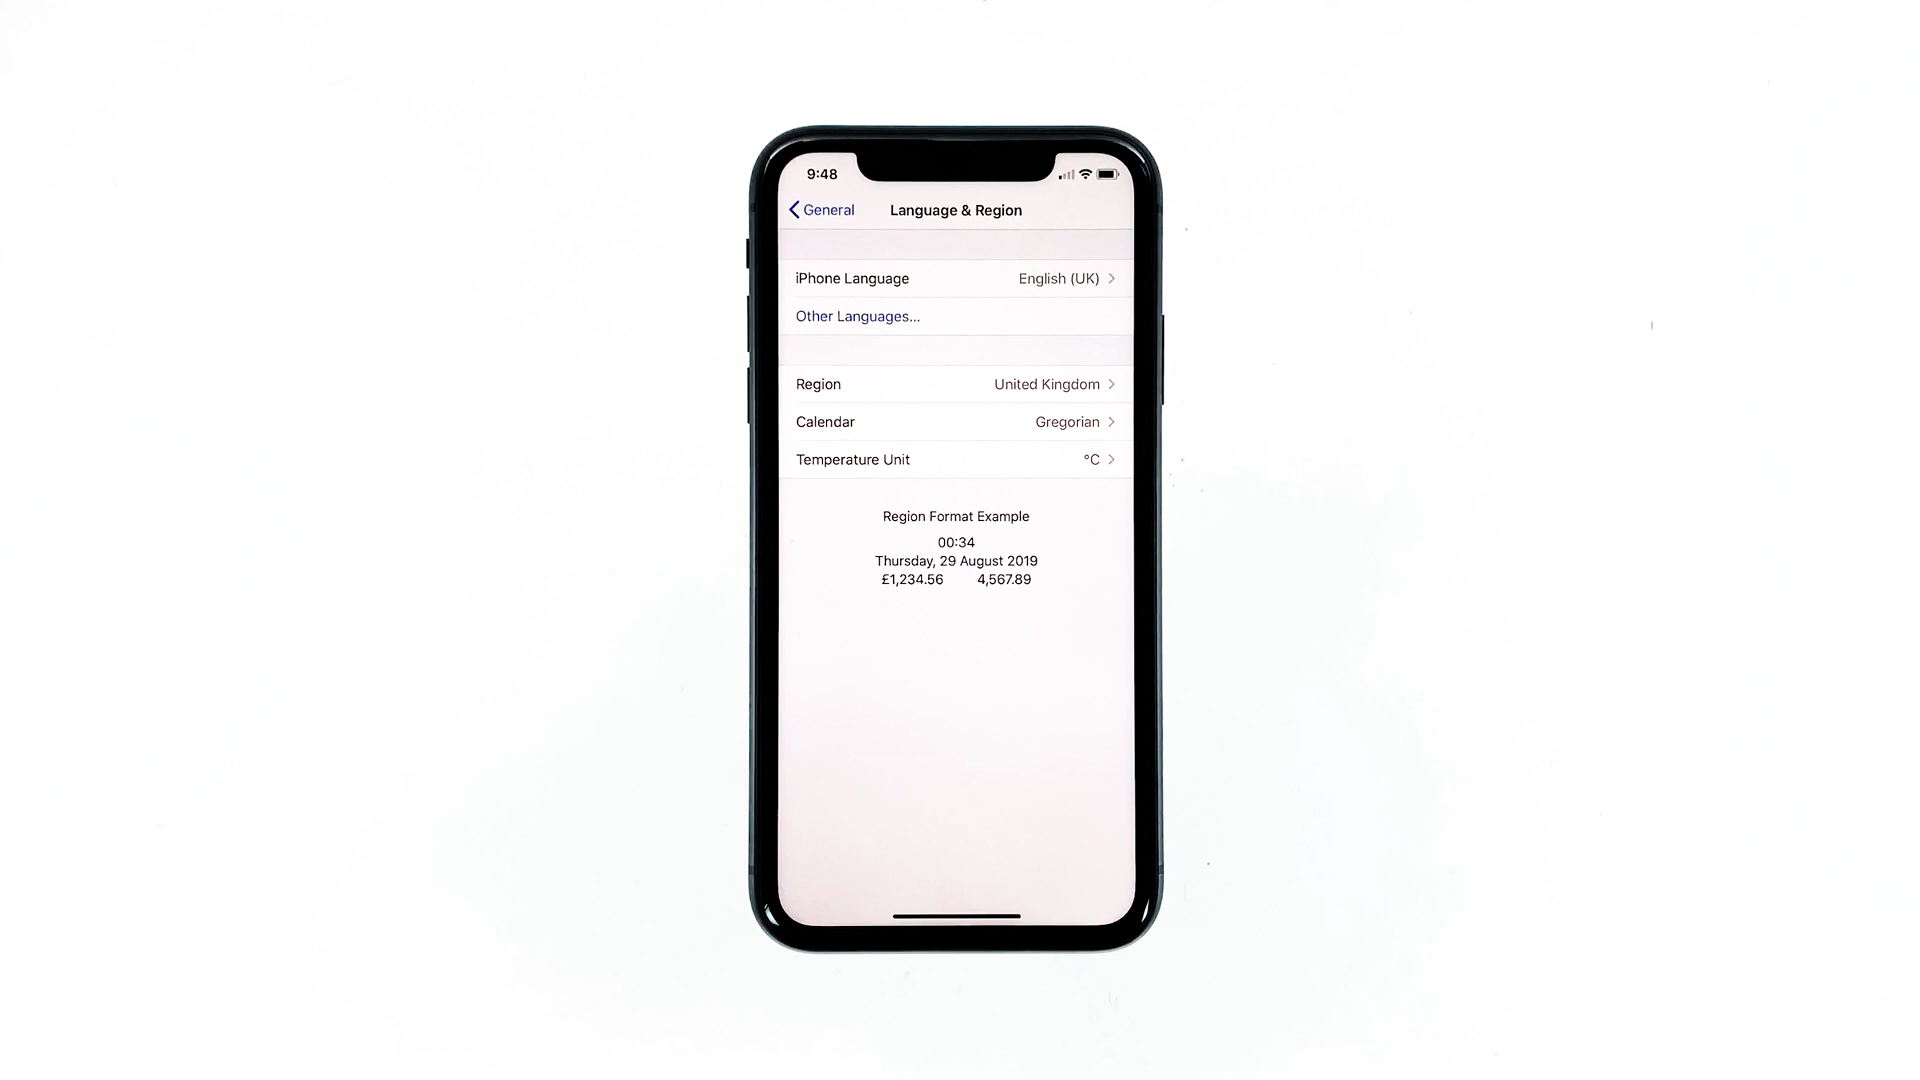 9:48
General Language & Region
iPhone Language English (UK)
Other Languages...
Region United Kingdom
Calendar Gregorian
Temperature Unit °C
Region Format Example
00:34
Thursday, 29 August 2019
£1,234.56 4,567.89